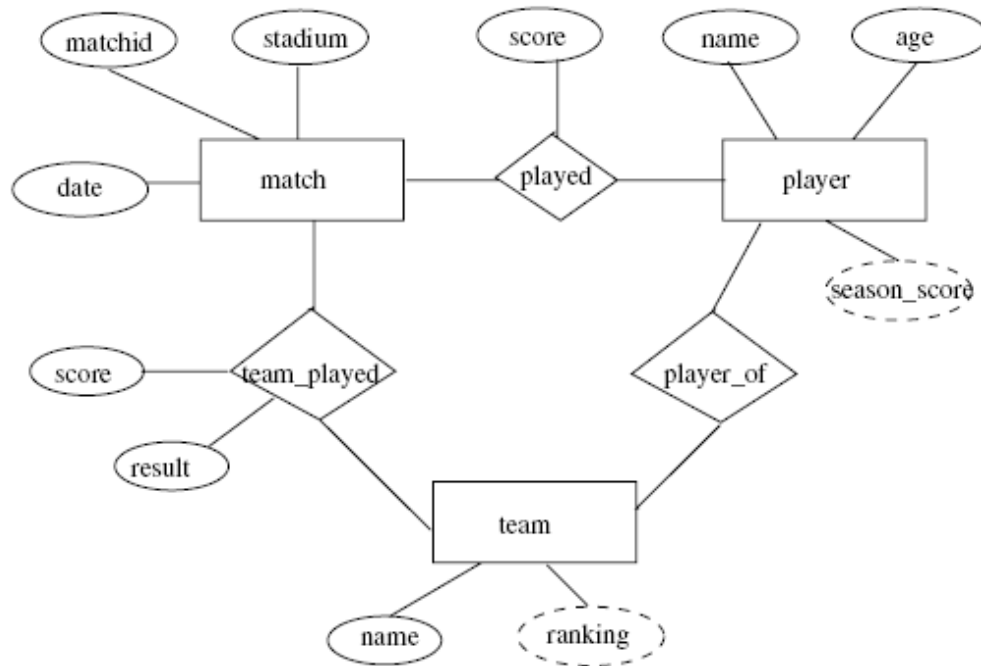 matchid
stadium
score
name
age
date
match
played
player
season_score
score
team_played
player_of
result
team
name
ranking